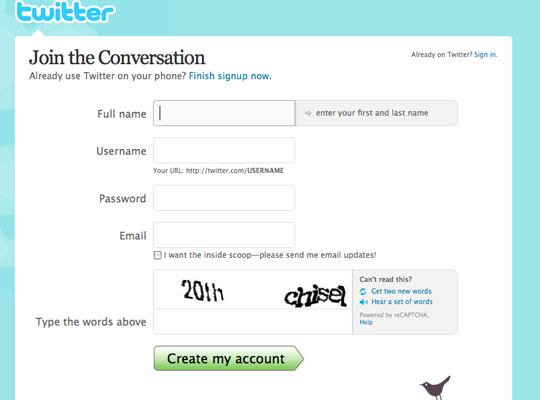 twitter
Join the Conversation
Already on Twitter? Sign in.
Already use Twitter on your phone? Finish signup now.
Full name
enter your first and last name
Username
Your URL: http://twitter.com/USERNAME
Password
Email
I want the inside scoop—please send me email updates!
20th chisel
Can't read this?
Get two new words
Hear a set of words
Powered by reCAPTCHA.
Help
Type the words above
Create my account